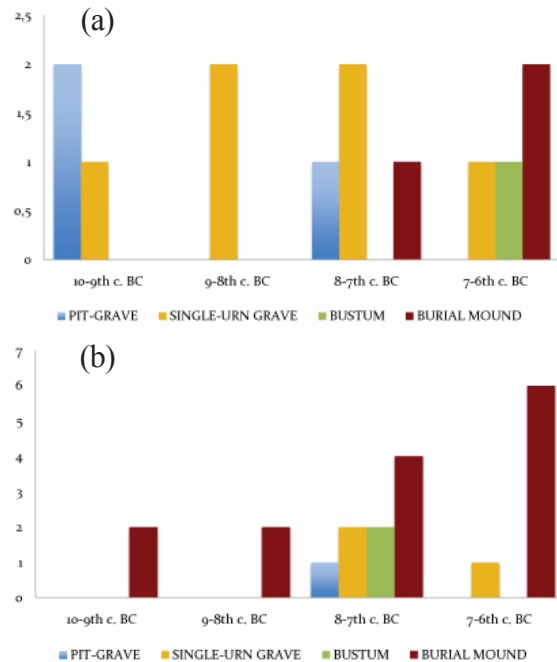 (a)
2,5
2
1,5
1
0,5
0
10-9th c. BC 9-8th c. BC 8-7th c. BC 7-6th c. BC
PIT-GRAVE SINGLE-URN GRAVE BUSTUM BURIAL MOUND
(b)
7
6
5
4
3
2
1
0
10-9th c. BC 9-8th c. BC 8-7th c. BC 7-6th c. BC
PIT-GRAVE SINGLE-URN GRAVE BUSTUM BURIAL MOUND